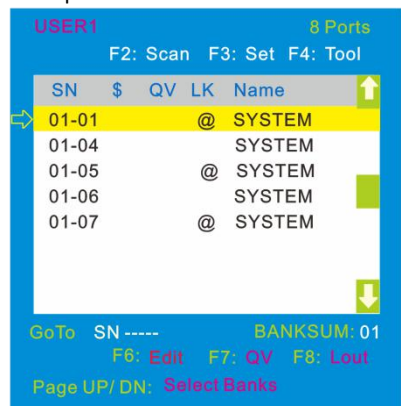 USER1 8 Ports
F2: Scan F3: Set F4: Tool
SN $ QV LK Name
01-01 @ SYSTEM
01-04 SYSTEM
01-05 @ SYSTEM
01-06 SYSTEM
01-07 @ SYSTEM
GoTo SN ----- BANKSUM: 01
F6: Edit F7: QV F8: Lout
Page UP/ DN: Select Banks